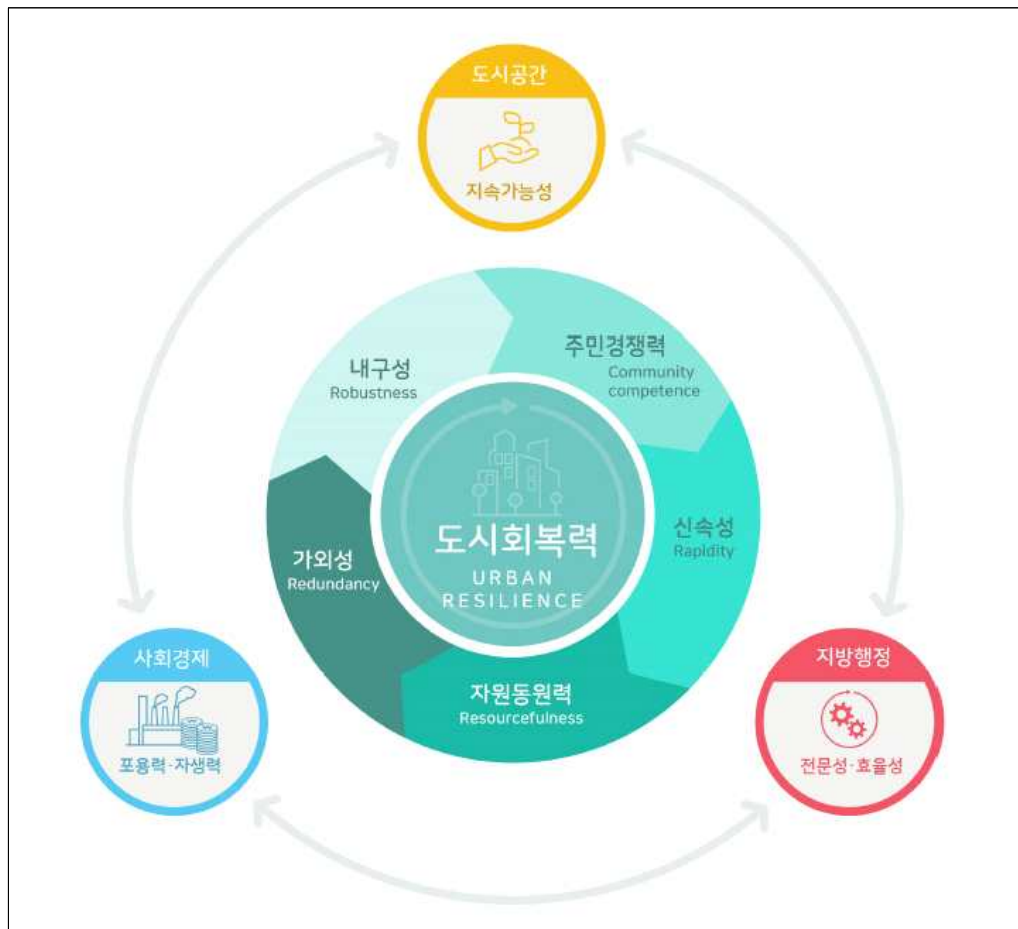 도시공간
지속가능성
내구성
Robustness
주민경쟁력
Community
competence
신속성
Rapidity
가외성
Redundancy
자원동원력
Resourcefulness
도시회복력
URBAN
RESILIENCE
사회경제
포용력·자생력
지방행정
전문성·효율성